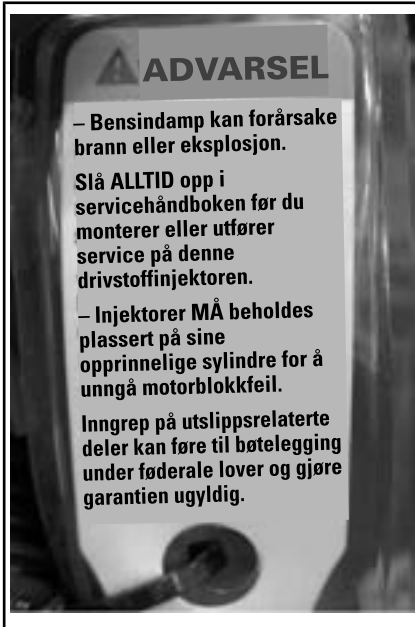 ADVARSEL
– Bensindamp kan forårsake
brann eller eksplosjon.
Slå ALLTID opp i
servicehåndboken før du
monterer eller utfører
service på denne
drivstoffinjektoren.
– Injektorer MÅ beholdes
plassert på sine
opprinnelige sylindre for å
unngå motorblokkfeil.
Inngrep på utslippsrelaterte
deler kan føre til bøtelegging
under føderale lover og gjøre
garantien ugyldig.